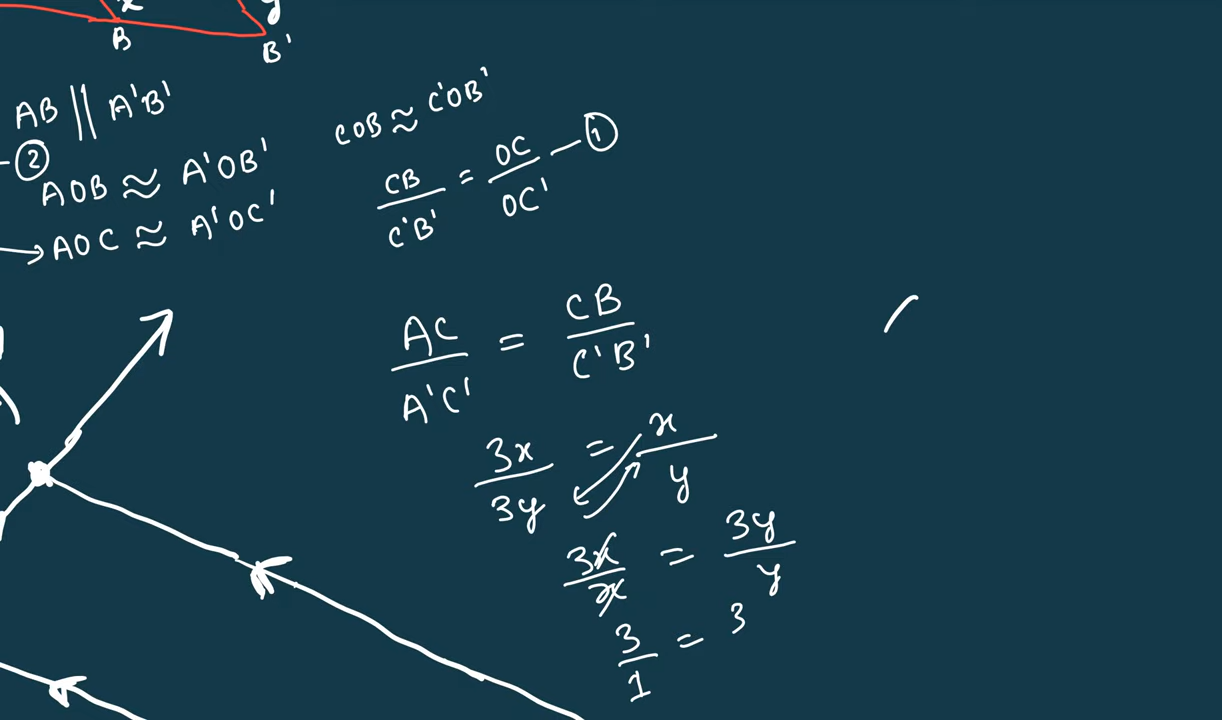 x y
B B'
AB || A'B'
②
AOB ≈ A'OB'
AOC ≈ A'OC'
COB ≈ C'OB'
CB/C'B' = OC/OC' — ①
AC/A'C' = CB/C'B'
3x/3y = x/y
3x/x = 3y/y
3/1 = 3